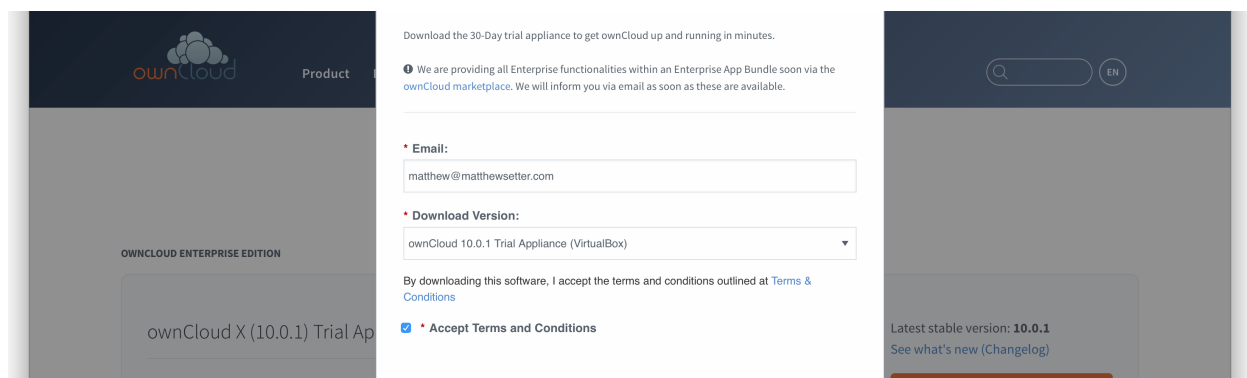 Download the 30-Day trial appliance to get ownCloud up and running in minutes.
ownCloud
Product
EN
We are providing all Enterprise functionalities within an Enterprise App Bundle soon via the
ownCloud marketplace. We will inform you via email as soon as these are available.
* Email:
matthew@matthewsetter.com
* Download Version:
ownCloud 10.0.1 Trial Appliance (VirtualBox)
OWNCLOUD ENTERPRISE EDITION
By downloading this software, I accept the terms and conditions outlined at Terms &
Conditions
* Accept Terms and Conditions
ownCloud X (10.0.1) Trial Ap
Latest stable version: 10.0.1
See what's new (Changelog)